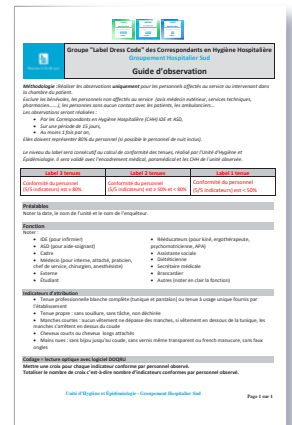 Groupe "Label Dress Code" des Correspondants en Hygiène Hospitalière
Groupement Hospitalier Sud
Guide d'observation
Méthodologie : Réaliser les observations uniquement pour les personnels affectés au service ou intervenant dans
la chambre du patient.
Exclure les bénévoles, les personnels non affectés au service (ouix médecin extérieur, services techniques,
pharmaciens.......), les personnes sans aucun contact avec les patients, les ambulanciers...
Les observations seront réalisées :
• Par les Correspondants en Hygiène Hospitalière (CHH) IDE et ASD,
• Sur une période de 15 jours,
• Au moins 1 fois par an,
Elles doivent représenter 80% du personnel (si possible le personnel de nuit inclus).
Le niveau du label sera consécutif au calcul de conformité des tenues, réalisé par l'Unité d'Hygiène et
Épidémiologie. Il sera validé avec l'encadrement médical, paramédical et les CHH de l'unité observée.
Label 3 tenues
Label 2 tenues
Label 1 tenue
Conformité du personnel
(5/5 indicateurs) est ≥ 80%
Conformité du personnel
(5/5 indicateurs) est ≥ 50% et < 80%
Conformité du personnel
(5/5 indicateurs) est < 50%
Préalables
Noter la date, le nom de l'unité et le nom de l'enquêteur.
Fonction
Noter :
• IDE (pour infirmier)
• ASD (pour aide-soignant)
• Cadre
• Médecin (pour interne, attaché, praticien,
chef de service, chirurgien, anesthésiste)
• Externe
• Étudiant
• Rééducateurs (pour kiné, ergothérapeute,
psychomotricienne, APA)
• Assistante sociale
• Diététicienne
• Secrétaire médicale
• Brancardier
• Autres (noter en clair la fonction)
Indicateurs d'attribution
• Tenue professionnelle blanche complète (tunique et pantalon) ou tenue à usage unique fournis par
l'établissement
• Tenue propre : sans souillure, sans tâche, non déchirée
• Manches courtes : aucun vêtement ne dépasse des manches, si vêtement en dessous de la tunique, les
manches s'arrêtent en dessus du coude
• Cheveux courts ou cheveux longs attachés
• Mains nues : sans bijou jusqu'au coude, sans vernis même transparent ou french manucure, sans faux
ongles
Codage = lecture optique avec logiciel DOQRU
Mettre une croix pour chaque indicateur conforme par personnel observé.
Totaliser le nombre de croix c'est-à-dire nombre d'indicateurs conformes par personnel observé.
Unité d'Hygiène et Épidémiologie - Groupement Hospitalier Sud
Page 1 sur 1